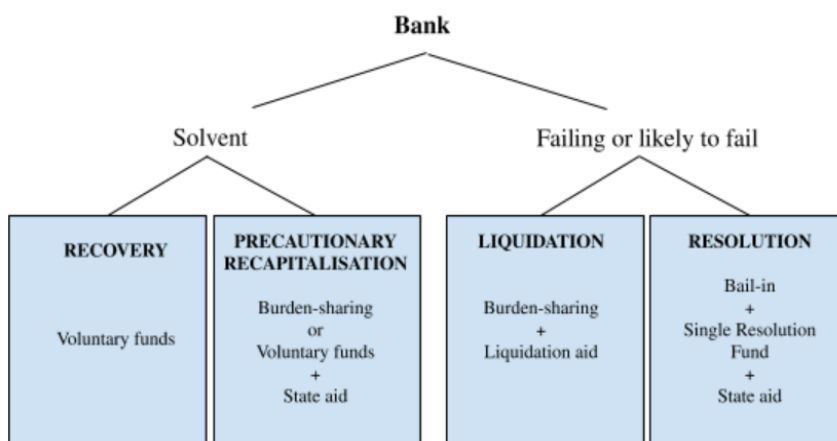 Bank
Solvent
Failing or likely to fail
RECOVERY
Voluntary funds
PRECAUTIONARY
RECAPITALISATION
Burden-sharing
or
Voluntary funds
+
State aid
LIQUIDATION
Burden-sharing
+
Liquidation aid
RESOLUTION
Bail-in
+
Single Resolution
Fund
+
State aid